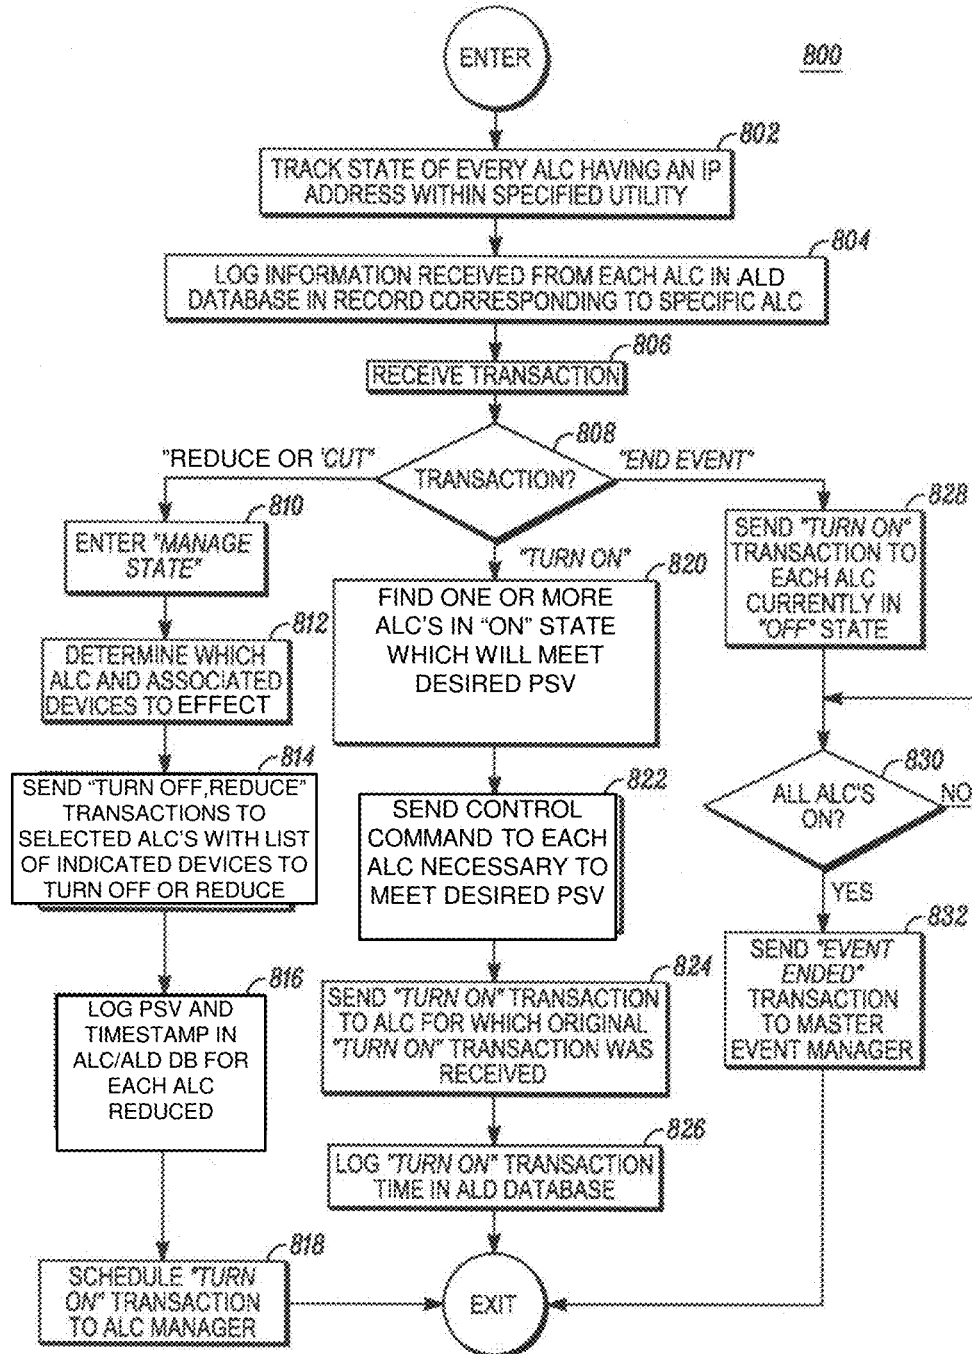 ENTER
800
802
TRACK STATE OF EVERY ALC HAVING AN IP
ADDRESS WITHIN SPECIFIED UTILITY
804
LOG INFORMATION RECEIVED FROM EACH ALC IN ALD
DATABASE IN RECORD CORRESPONDING TO SPECIFIC ALC
806
RECEIVE TRANSACTION
808
TRANSACTION?
"REDUCE OR 'CUT"
810
ENTER "MANAGE
STATE"
812
DETERMINE WHICH
ALC AND ASSOCIATED
DEVICES TO EFFECT
814
SEND "TURN OFF,REDUCE"
TRANSACTIONS TO
SELECTED ALC'S WITH LIST
OF INDICATED DEVICES TO
TURN OFF OR REDUCE
816
LOG PSV AND
TIMESTAMP IN
ALC/ALD DB FOR
EACH ALC
REDUCED
818
SCHEDULE "TURN
ON" TRANSACTION
TO ALC MANAGER
"TURN ON"
820
FIND ONE OR MORE
ALC'S IN "ON" STATE
WHICH WILL MEET
DESIRED PSV
822
SEND CONTROL
COMMAND TO EACH
ALC NECESSARY TO
MEET DESIRED PSV
824
SEND "TURN ON" TRANSACTION
TO ALC FOR WHICH ORIGINAL
"TURN ON" TRANSACTION WAS
RECEIVED
826
LOG "TURN ON" TRANSACTION
TIME IN ALD DATABASE
"END EVENT"
828
SEND "TURN ON"
TRANSACTION TO
EACH ALC
CURRENTLY IN
"OFF" STATE
830
ALL ALC'S
ON?
NO
YES
832
SEND "EVENT
ENDED"
TRANSACTION
TO MASTER
EVENT MANAGER
EXIT